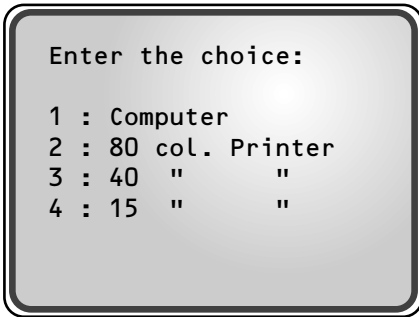 Enter the choice:
1 : Computer
2 : 80 col. Printer
3 : 40 " "
4 : 15 " "